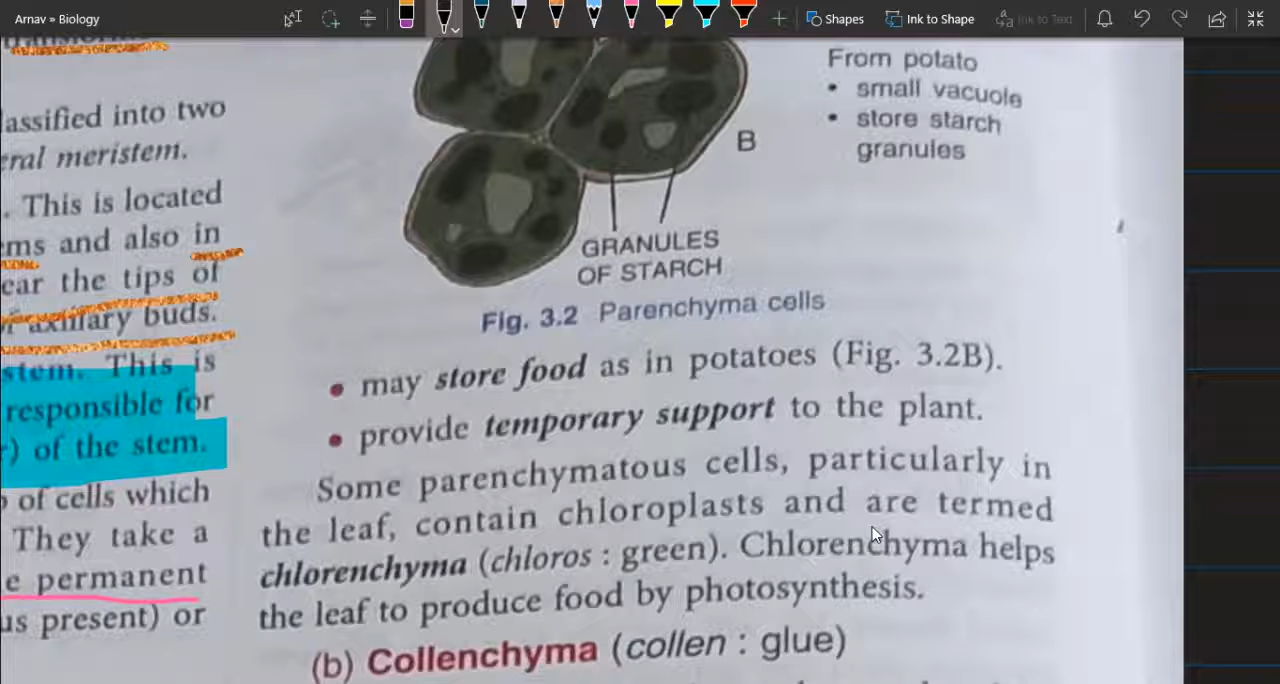 Arnav » Biology
Shapes
Ink to Shape
Ink to Text
assified into two
eral meristem.
. This is located
ems and also in
ear the tips of
axillary buds.
stem. This is
responsible for
r) of the stem.
of cells which
They take a
e permanent
us present) or
From potato
• small vacuole
• store starch
granules
B
GRANULES
OF STARCH
Fig. 3.2 Parenchyma cells
• may store food as in potatoes (Fig. 3.2B).
• provide temporary support to the plant.
Some parenchymatous cells, particularly in
the leaf, contain chloroplasts and are termed
chlorenchyma (chloros : green). Chlorenchyma helps
the leaf to produce food by photosynthesis.
(b) Collenchyma (collen : glue)